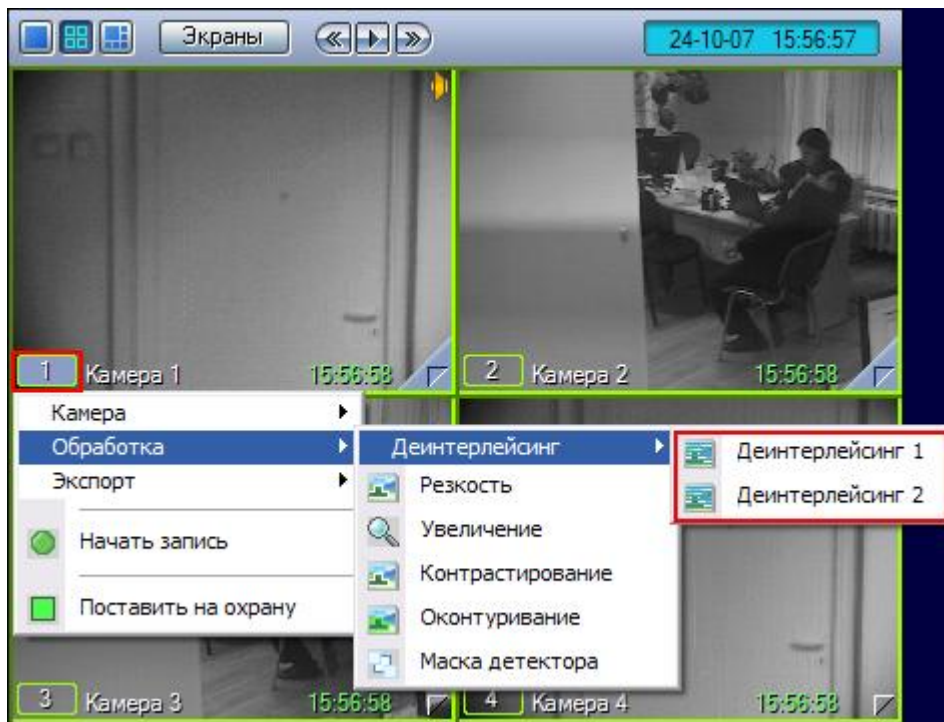 Экраны
24-10-07 15:56:57
1 Камера 1 15:56:58
2 Камера 2 15:56:58
Камера
Обработка
Экспорт
Начать запись
Поставить на охрану
Деинтерлейсинг
Резкость
Увеличение
Контрастирование
Оконтуривание
Маска детектора
Деинтерлейсинг 1
Деинтерлейсинг 2
3 Камера 3 15:56:58
4 Камера 4 15:56:58